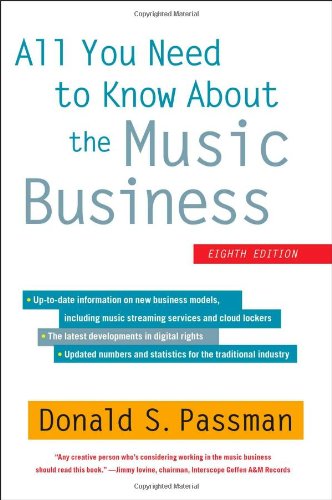 Copyrighted Material
All You Need
to Know About
the Music
Business
EIGHTH EDITION
• Up-to-date information on new business models,
including music streaming services and cloud lockers
• The latest developments in digital rights
• Updated numbers and statistics for the traditional industry
Donald S. Passman
"Any creative person who's considering working in the music business
should read this book." —Jimmy Iovine, chairman, Interscope Geffen A&M Records
Copyrighted Material